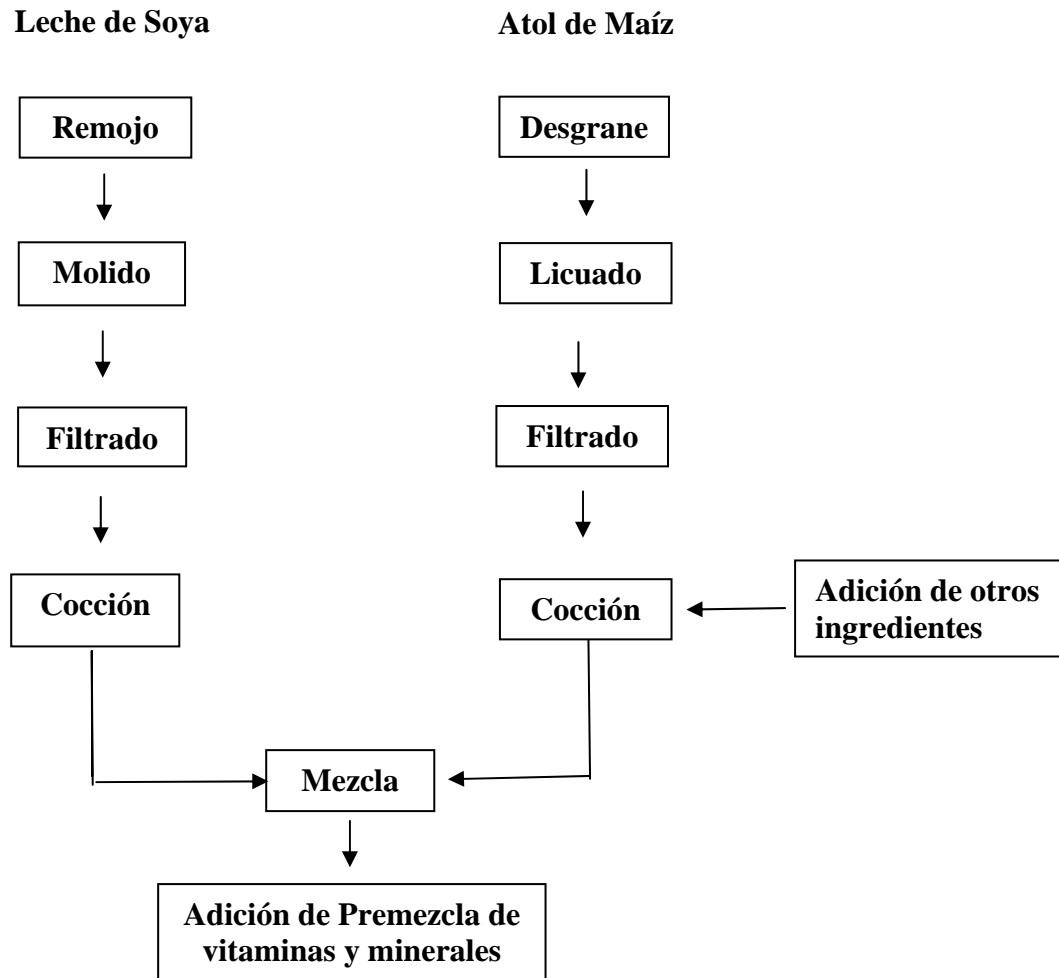 Leche de Soya
Atol de Maíz
Remojo
Desgrane
Molido
Licuado
Filtrado
Filtrado
Cocción
Cocción
Adición de otros
ingredientes
Mezcla
Adición de Premezcla de
vitaminas y minerales